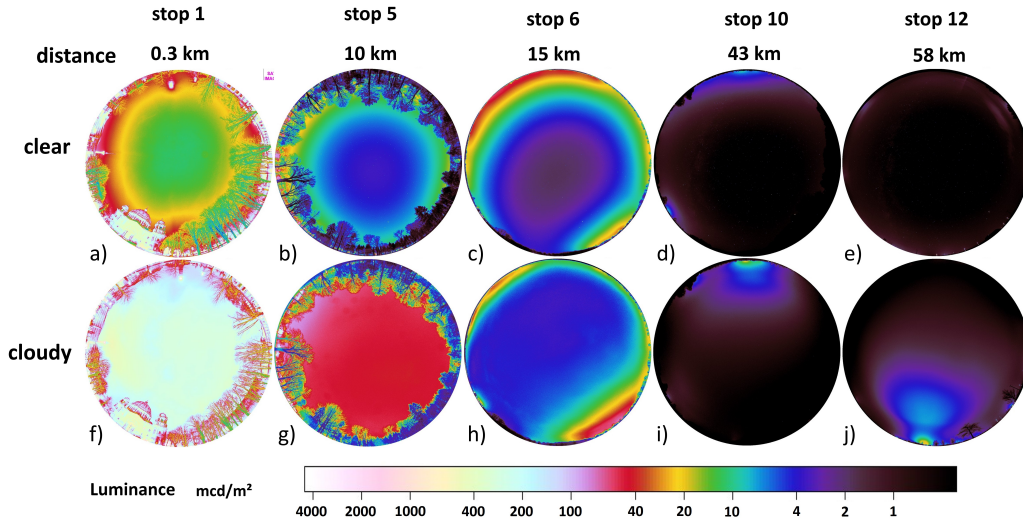 stop 1 stop 5 stop 6 stop 10 stop 12
distance 0.3 km 10 km 15 km 43 km 58 km
clear
a) b) c) d) e)
cloudy
f) g) h) i) j)
Luminance mcd/m²
4000 2000 1000 400 200 100 40 20 10 4 2 1